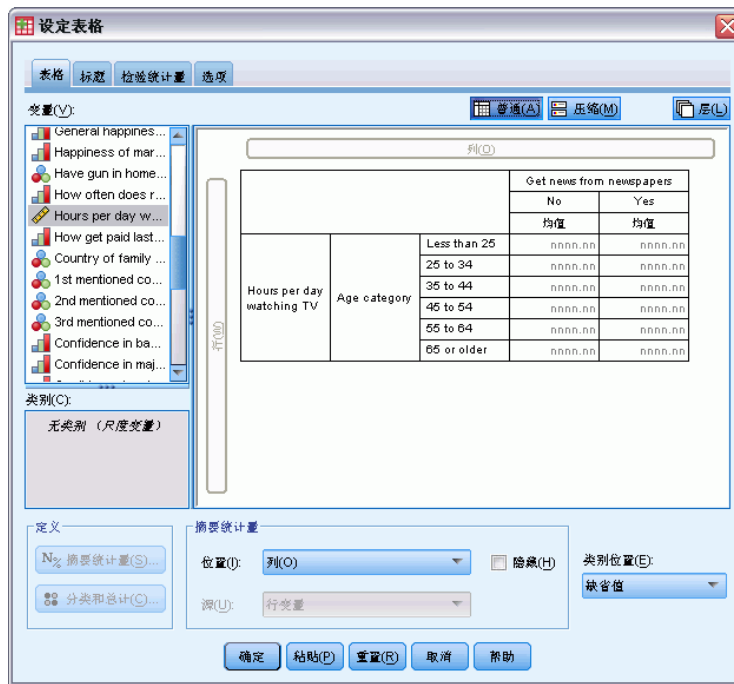 设定表格
表格 标题 检验统计量 选项
变量(V):
普通(A) 压缩(M) 层(L)
General happines...
Happiness of mar...
Have gun in home...
How often does r...
Hours per day w...
How get paid last...
Country of family ...
1st mentioned co...
2nd mentioned co...
3rd mentioned co...
Confidence in ba...
Confidence in maj...
类别(C):
无类别 （尺度变量）
列(O)
行(W)
Get news from newspapers
No Yes
均值 均值
Hours per day watching TV
Age category
Less than 25 nnnn.nn nnnn.nn
25 to 34 nnnn.nn nnnn.nn
35 to 44 nnnn.nn nnnn.nn
45 to 54 nnnn.nn nnnn.nn
55 to 64 nnnn.nn nnnn.nn
65 or older nnnn.nn nnnn.nn
定义
N% 摘要统计量(S)...
分类和总计(C)...
摘要统计量
位置(I): 列(O) 隐藏(H)
源(U): 行变量
类别位置(E):
缺省值
确定 粘贴(P) 重置(R) 取消 帮助